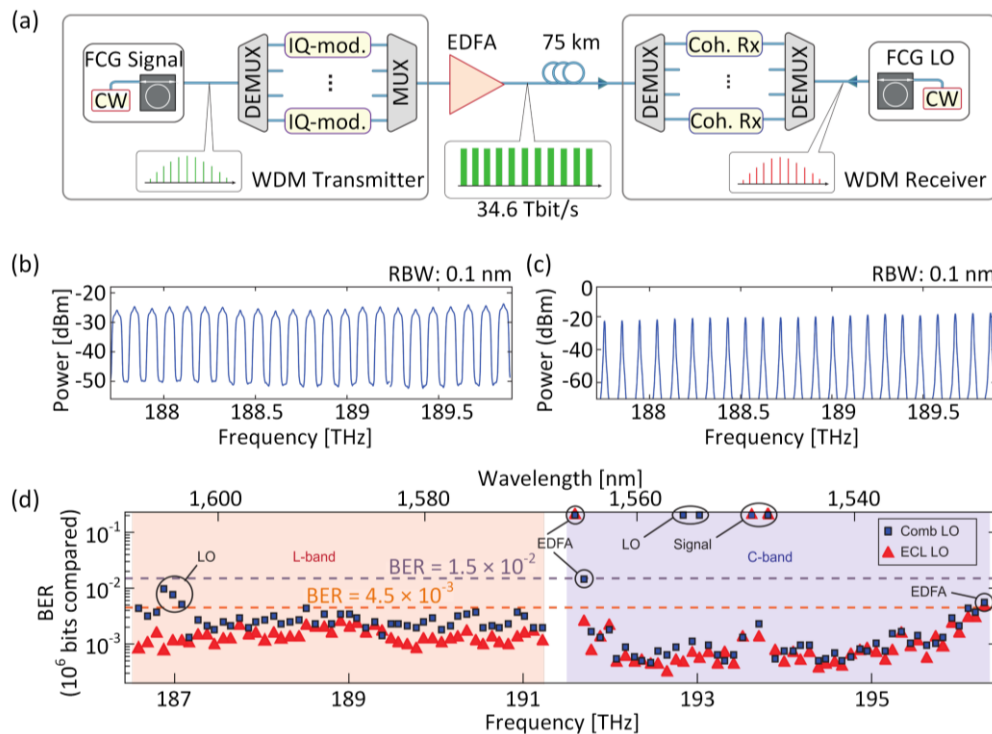 (a)
FCG Signal
CW
DEMUX
IQ-mod.
...
IQ-mod.
MUX
EDFA
75 km
DEMUX
Coh. Rx
...
Coh. Rx
DEMUX
FCG LO
CW
WDM Transmitter
34.6 Tbit/s
WDM Receiver
(b)
RBW: 0.1 nm
Power [dBm]
-20
-30
-40
-50
188
188.5
189
189.5
Frequency [THz]
(c)
RBW: 0.1 nm
Power (dBm)
0
-20
-40
-60
188
188.5
189
189.5
Frequency [THz]
(d)
Wavelength [nm]
1,600
1,580
1,560
1,540
BER
(10⁶ bits compared)
10⁻¹
10⁻²
10⁻³
LO
L-band
BER = 1.5 × 10⁻²
BER = 4.5 × 10⁻³
EDFA
LO
Signal
C-band
Comb LO
ECL LO
EDFA
187
189
191
193
195
Frequency [THz]